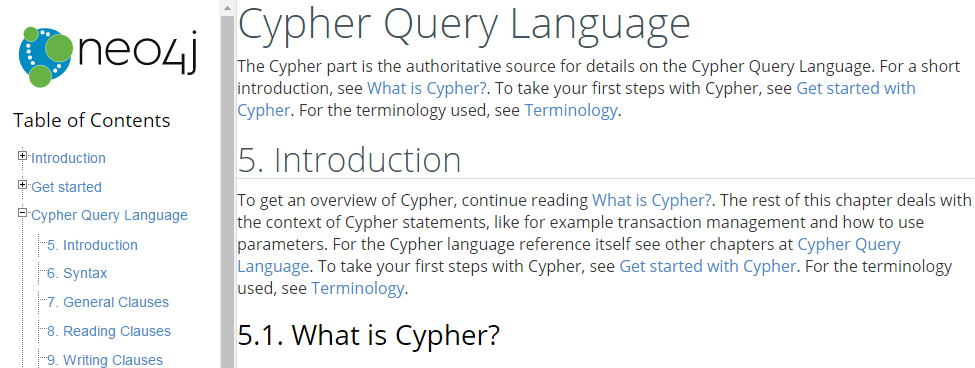 neo4j
Table of Contents
Introduction
Get started
Cypher Query Language
5. Introduction
6. Syntax
7. General Clauses
8. Reading Clauses
9. Writing Clauses
Cypher Query Language
The Cypher part is the authoritative source for details on the Cypher Query Language. For a short
introduction, see What is Cypher?. To take your first steps with Cypher, see Get started with
Cypher. For the terminology used, see Terminology.
5. Introduction
To get an overview of Cypher, continue reading What is Cypher?. The rest of this chapter deals with
the context of Cypher statements, like for example transaction management and how to use
parameters. For the Cypher language reference itself see other chapters at Cypher Query
Language. To take your first steps with Cypher, see Get started with Cypher. For the terminology
used, see Terminology.
5.1. What is Cypher?